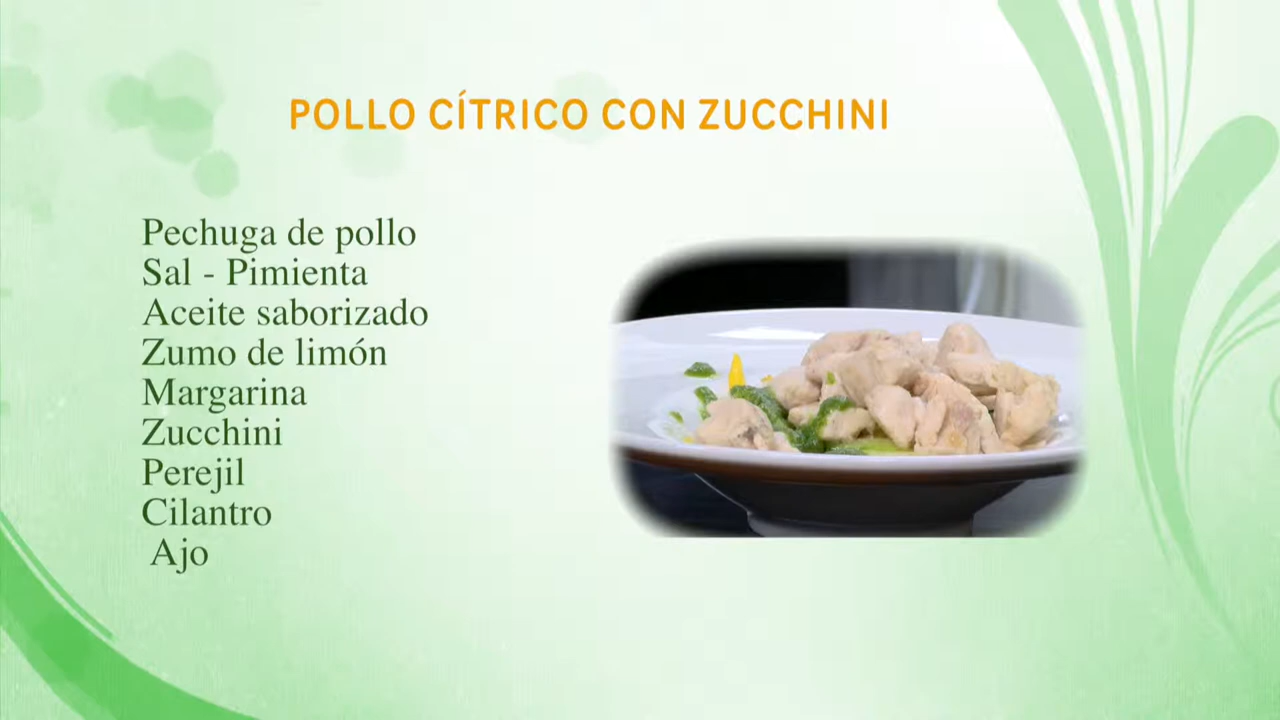 POLLO CÍTRICO CON ZUCCHINI
Pechuga de pollo
Sal - Pimienta
Aceite saborizado
Zumo de limón
Margarina
Zucchini
Perejil
Cilantro
Ajo